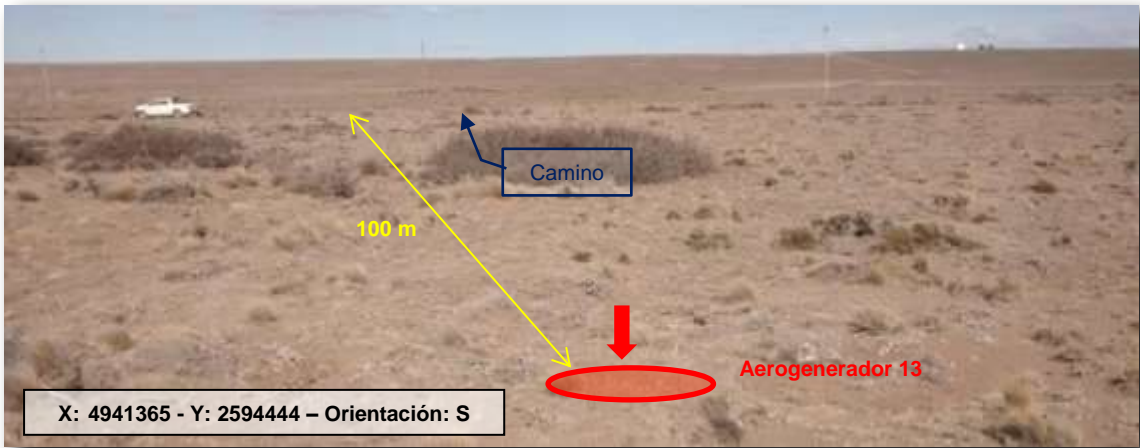 Camino
100 m
Aerogenerador 13
X: 4941365 - Y: 2594444 – Orientación: S